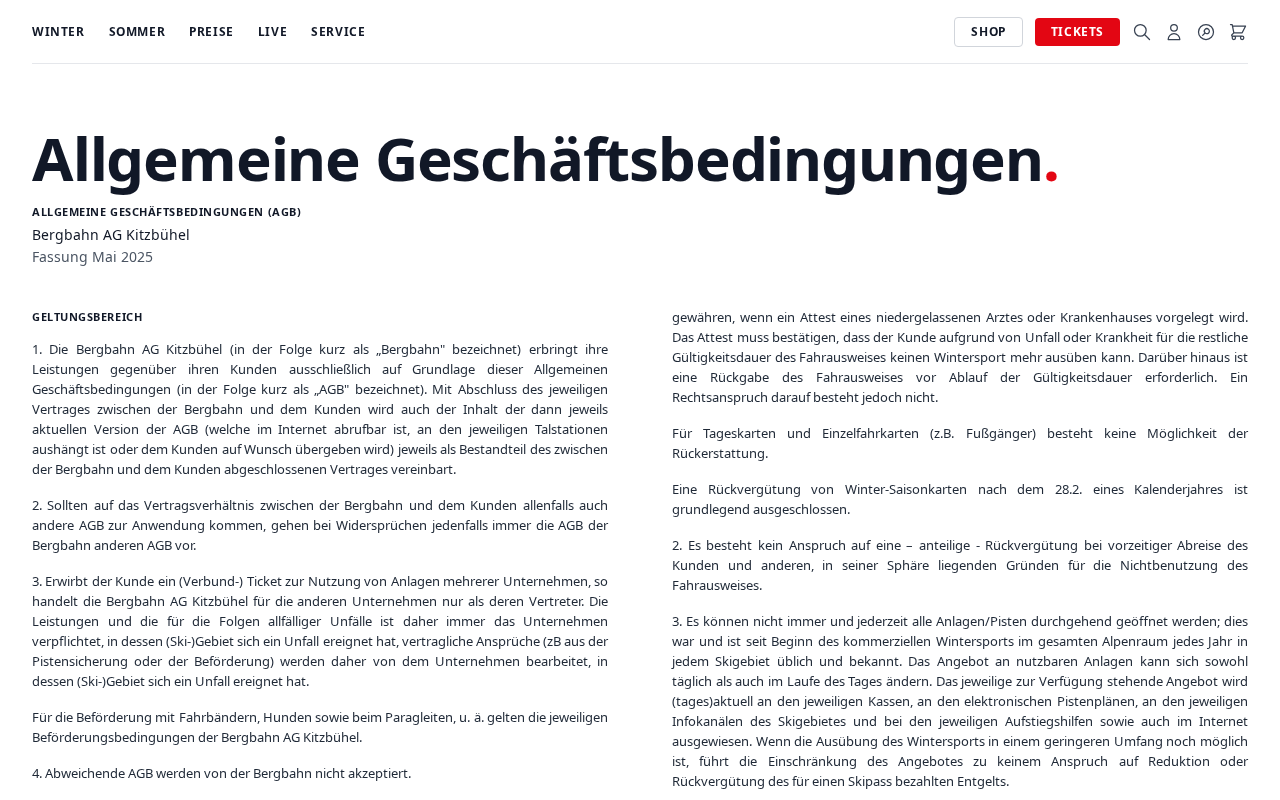 WINTER SOMMER PREISE LIVE SERVICE SHOP TICKETS
Allgemeine Geschäftsbedingungen.
ALLGEMEINE GESCHÄFTSBEDINGUNGEN (AGB)
Bergbahn AG Kitzbühel
Fassung Mai 2025
GELTUNGSBEREICH
1. Die Bergbahn AG Kitzbühel (in der Folge kurz als „Bergbahn" bezeichnet) erbringt ihre
Leistungen gegenüber ihren Kunden ausschließlich auf Grundlage dieser Allgemeinen
Geschäftsbedingungen (in der Folge kurz als „AGB" bezeichnet). Mit Abschluss des jeweiligen
Vertrages zwischen der Bergbahn und dem Kunden wird auch der Inhalt der dann jeweils
aktuellen Version der AGB (welche im Internet abrufbar ist, an den jeweiligen Talstationen
aushängt ist oder dem Kunden auf Wunsch übergeben wird) jeweils als Bestandteil des zwischen
der Bergbahn und dem Kunden abgeschlossenen Vertrages vereinbart.
2. Sollten auf das Vertragsverhältnis zwischen der Bergbahn und dem Kunden allenfalls auch
andere AGB zur Anwendung kommen, gehen bei Widersprüchen jedenfalls immer die AGB der
Bergbahn anderen AGB vor.
3. Erwirbt der Kunde ein (Verbund-) Ticket zur Nutzung von Anlagen mehrerer Unternehmen, so
handelt die Bergbahn AG Kitzbühel für die anderen Unternehmen nur als deren Vertreter. Die
Leistungen und die für die Folgen allfälliger Unfälle ist daher immer das Unternehmen
verpflichtet, in dessen (Ski-)Gebiet sich ein Unfall ereignet hat, vertragliche Ansprüche (zB aus der
Pistensicherung oder der Beförderung) werden daher von dem Unternehmen bearbeitet, in
dessen (Ski-)Gebiet sich ein Unfall ereignet hat.
Für die Beförderung mit Fahrbändern, Hunden sowie beim Paragleiten, u. ä. gelten die jeweiligen
Beförderungsbedingungen der Bergbahn AG Kitzbühel.
4. Abweichende AGB werden von der Bergbahn nicht akzeptiert.
gewähren, wenn ein Attest eines niedergelassenen Arztes oder Krankenhauses vorgelegt wird.
Das Attest muss bestätigen, dass der Kunde aufgrund von Unfall oder Krankheit für die restliche
Gültigkeitsdauer des Fahrausweises keinen Wintersport mehr ausüben kann. Darüber hinaus ist
eine Rückgabe des Fahrausweises vor Ablauf der Gültigkeitsdauer erforderlich. Ein
Rechtsanspruch darauf besteht jedoch nicht.
Für Tageskarten und Einzelfahrkarten (z.B. Fußgänger) besteht keine Möglichkeit der
Rückerstattung.
Eine Rückvergütung von Winter-Saisonkarten nach dem 28.2. eines Kalenderjahres ist
grundlegend ausgeschlossen.
2. Es besteht kein Anspruch auf eine – anteilige - Rückvergütung bei vorzeitiger Abreise des
Kunden und anderen, in seiner Sphäre liegenden Gründen für die Nichtbenutzung des
Fahrausweises.
3. Es können nicht immer und jederzeit alle Anlagen/Pisten durchgehend geöffnet werden; dies
war und ist seit Beginn des kommerziellen Wintersports im gesamten Alpenraum jedes Jahr in
jedem Skigebiet üblich und bekannt. Das Angebot an nutzbaren Anlagen kann sich sowohl
täglich als auch im Laufe des Tages ändern. Das jeweilige zur Verfügung stehende Angebot wird
(tages)aktuell an den jeweiligen Kassen, an den elektronischen Pistenplänen, an den jeweiligen
Infokanälen des Skigebietes und bei den jeweiligen Aufstiegshilfen sowie auch im Internet
ausgewiesen. Wenn die Ausübung des Wintersports in einem geringeren Umfang noch möglich
ist, führt die Einschränkung des Angebotes zu keinem Anspruch auf Reduktion oder
Rückvergütung des für einen Skipass bezahlten Entgelts.